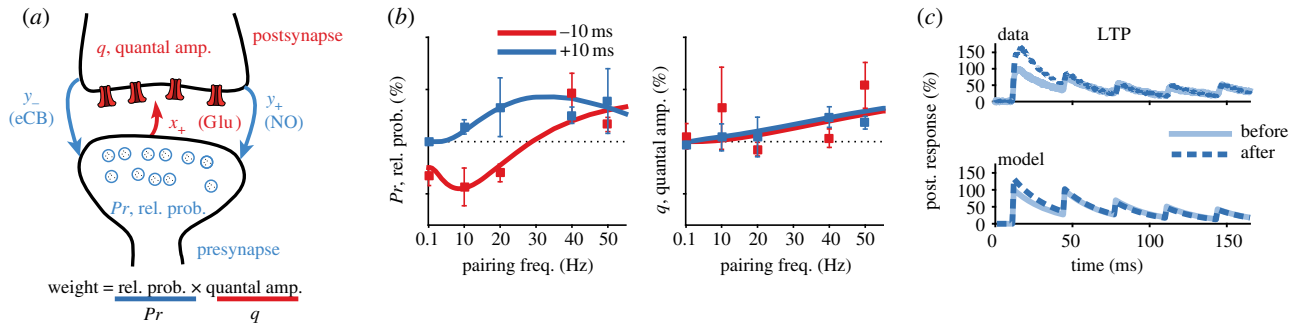 (a)
q, quantal amp.
postsynapse
y–
(eCB)
x+
(Glu)
y+
(NO)
Pr, rel. prob.
presynapse
weight = rel. prob. × quantal amp.
Pr
q
(b)
–10 ms
+10 ms
Pr, rel. prob. (%)
0.1 10 20 30 40 50
pairing freq. (Hz)
q, quantal amp. (%)
0.1 10 20 30 40 50
pairing freq. (Hz)
(c)
data
LTP
150
100
50
0
before
after
model
150
100
50
0
post. response (%)
0 50 100 150
time (ms)